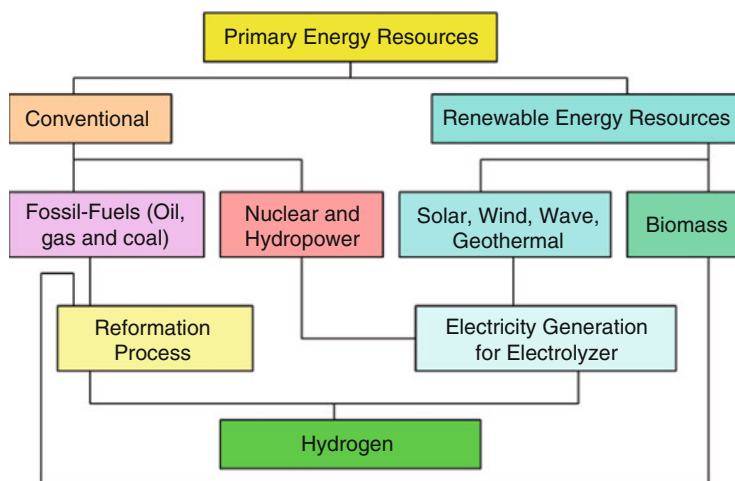 Primary Energy Resources
Conventional
Renewable Energy Resources
Fossil-Fuels (Oil,
gas and coal)
Nuclear and
Hydropower
Solar, Wind, Wave,
Geothermal
Biomass
Reformation
Process
Electricity Generation
for Electrolyzer
Hydrogen